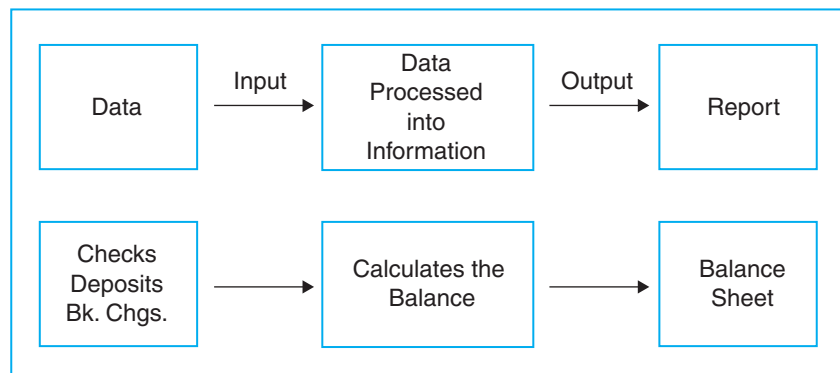 Data
Input
Data
Processed
into
Information
Output
Report
Checks
Deposits
Bk. Chgs.
Calculates the
Balance
Balance
Sheet